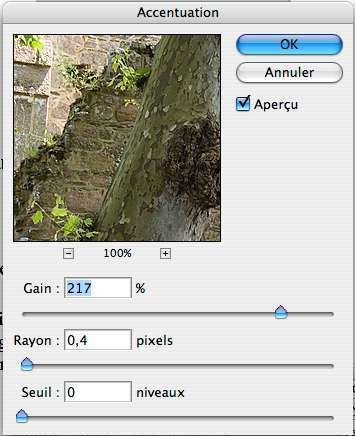 Accentuation
OK
Annuler
Aperçu
100%
Gain : 217 %
Rayon : 0,4 pixels
Seuil : 0 niveaux